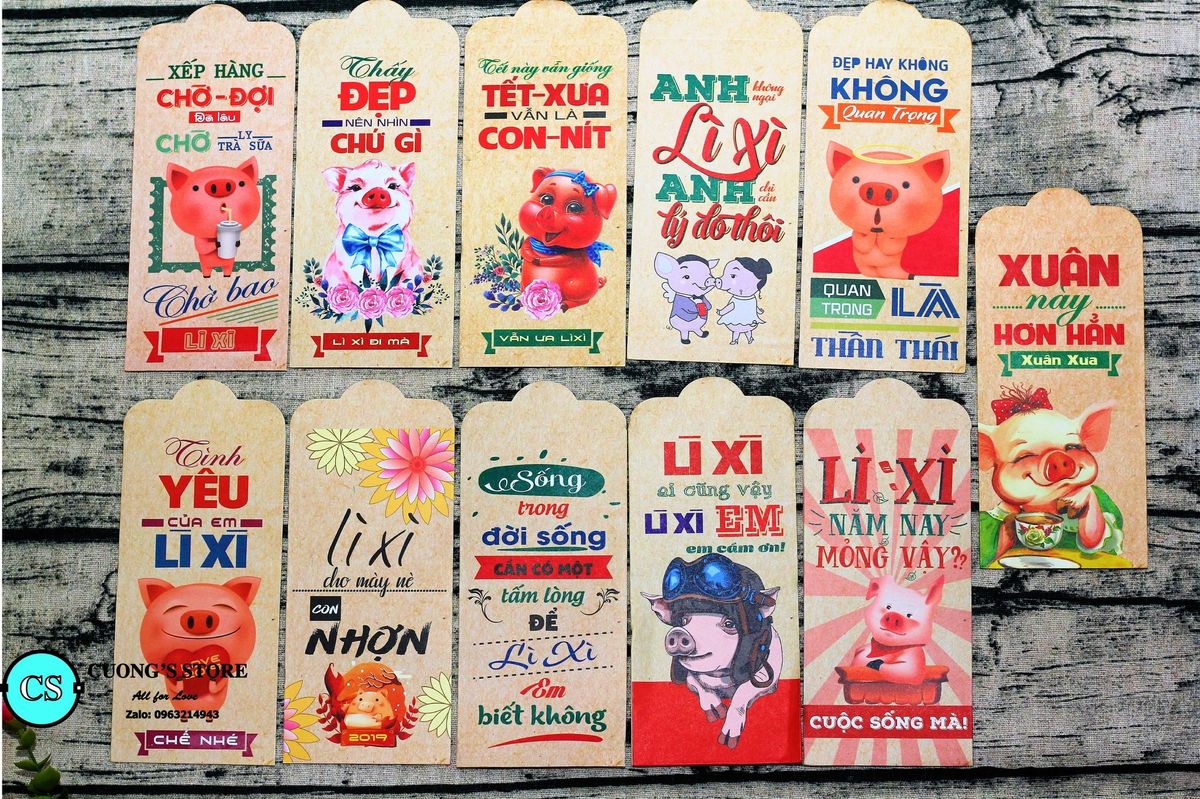 XẾP HÀNG
CHỜ-ĐỢI
Đã lâu
CHỜ LY TRÀ SỮA
Chờ bao
LÌ XÌ
Thấy
ĐẸP
NÊN NHÌN
CHỨ GÌ
LÌ XÌ ĐI MÀ
Tết này vẫn giống
TẾT-XƯA
VẪN LÀ
CON-NÍT
VẪN ƯA LÌXÌ
ANH không ngại
Lì xì
ANH chỉ cần
lý do thôi
ĐẸP HAY KHÔNG
KHÔNG
Quan Trọng
QUAN TRỌNG LÀ
THẦN THÁI
XUÂN
này
HƠN HẲN
Xuân Xưa
Tình
YÊU
CỦA EM
LÌ XÌ
CHẾ NHÉ
lì xì
cho mày nè
CON
NHƠN
2019
Sống
trong
đời sống
CẦN CÓ MỘT
tấm lòng
ĐỂ
Lì Xì
Em
biết không
LÌ XÌ
ai cũng vậy
LÌ XÌ EM
em cám ơn!
LÌ XÌ
NĂM NAY
MỎNG VẬY??
CUỘC SỐNG MÀ!
CS
CUONG'S STORE
All for Love
Zalo: 0963214943